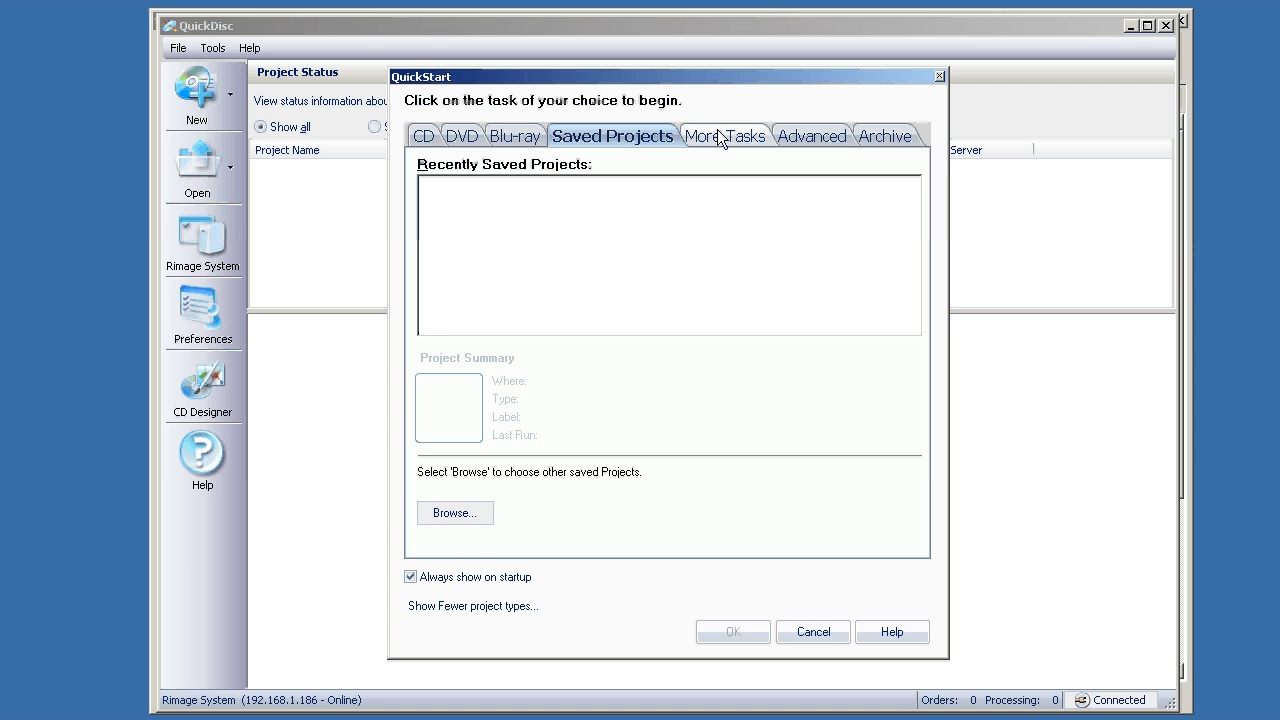 QuickDisc
File Tools Help
Project Status
View status information abou
Show all
Project Name
Server
New
Open
Rimage System
Preferences
CD Designer
Help
QuickStart
Click on the task of your choice to begin.
CD DVD Blu-ray Saved Projects More Tasks Advanced Archive
Recently Saved Projects:
Project Summary
Where:
Type:
Label:
Last Run:
Select 'Browse' to choose other saved Projects.
Browse...
Always show on startup
Show Fewer project types...
OK Cancel Help
Rimage System (192.168.1.186 - Online)
Orders: 0 Processing: 0 Connected